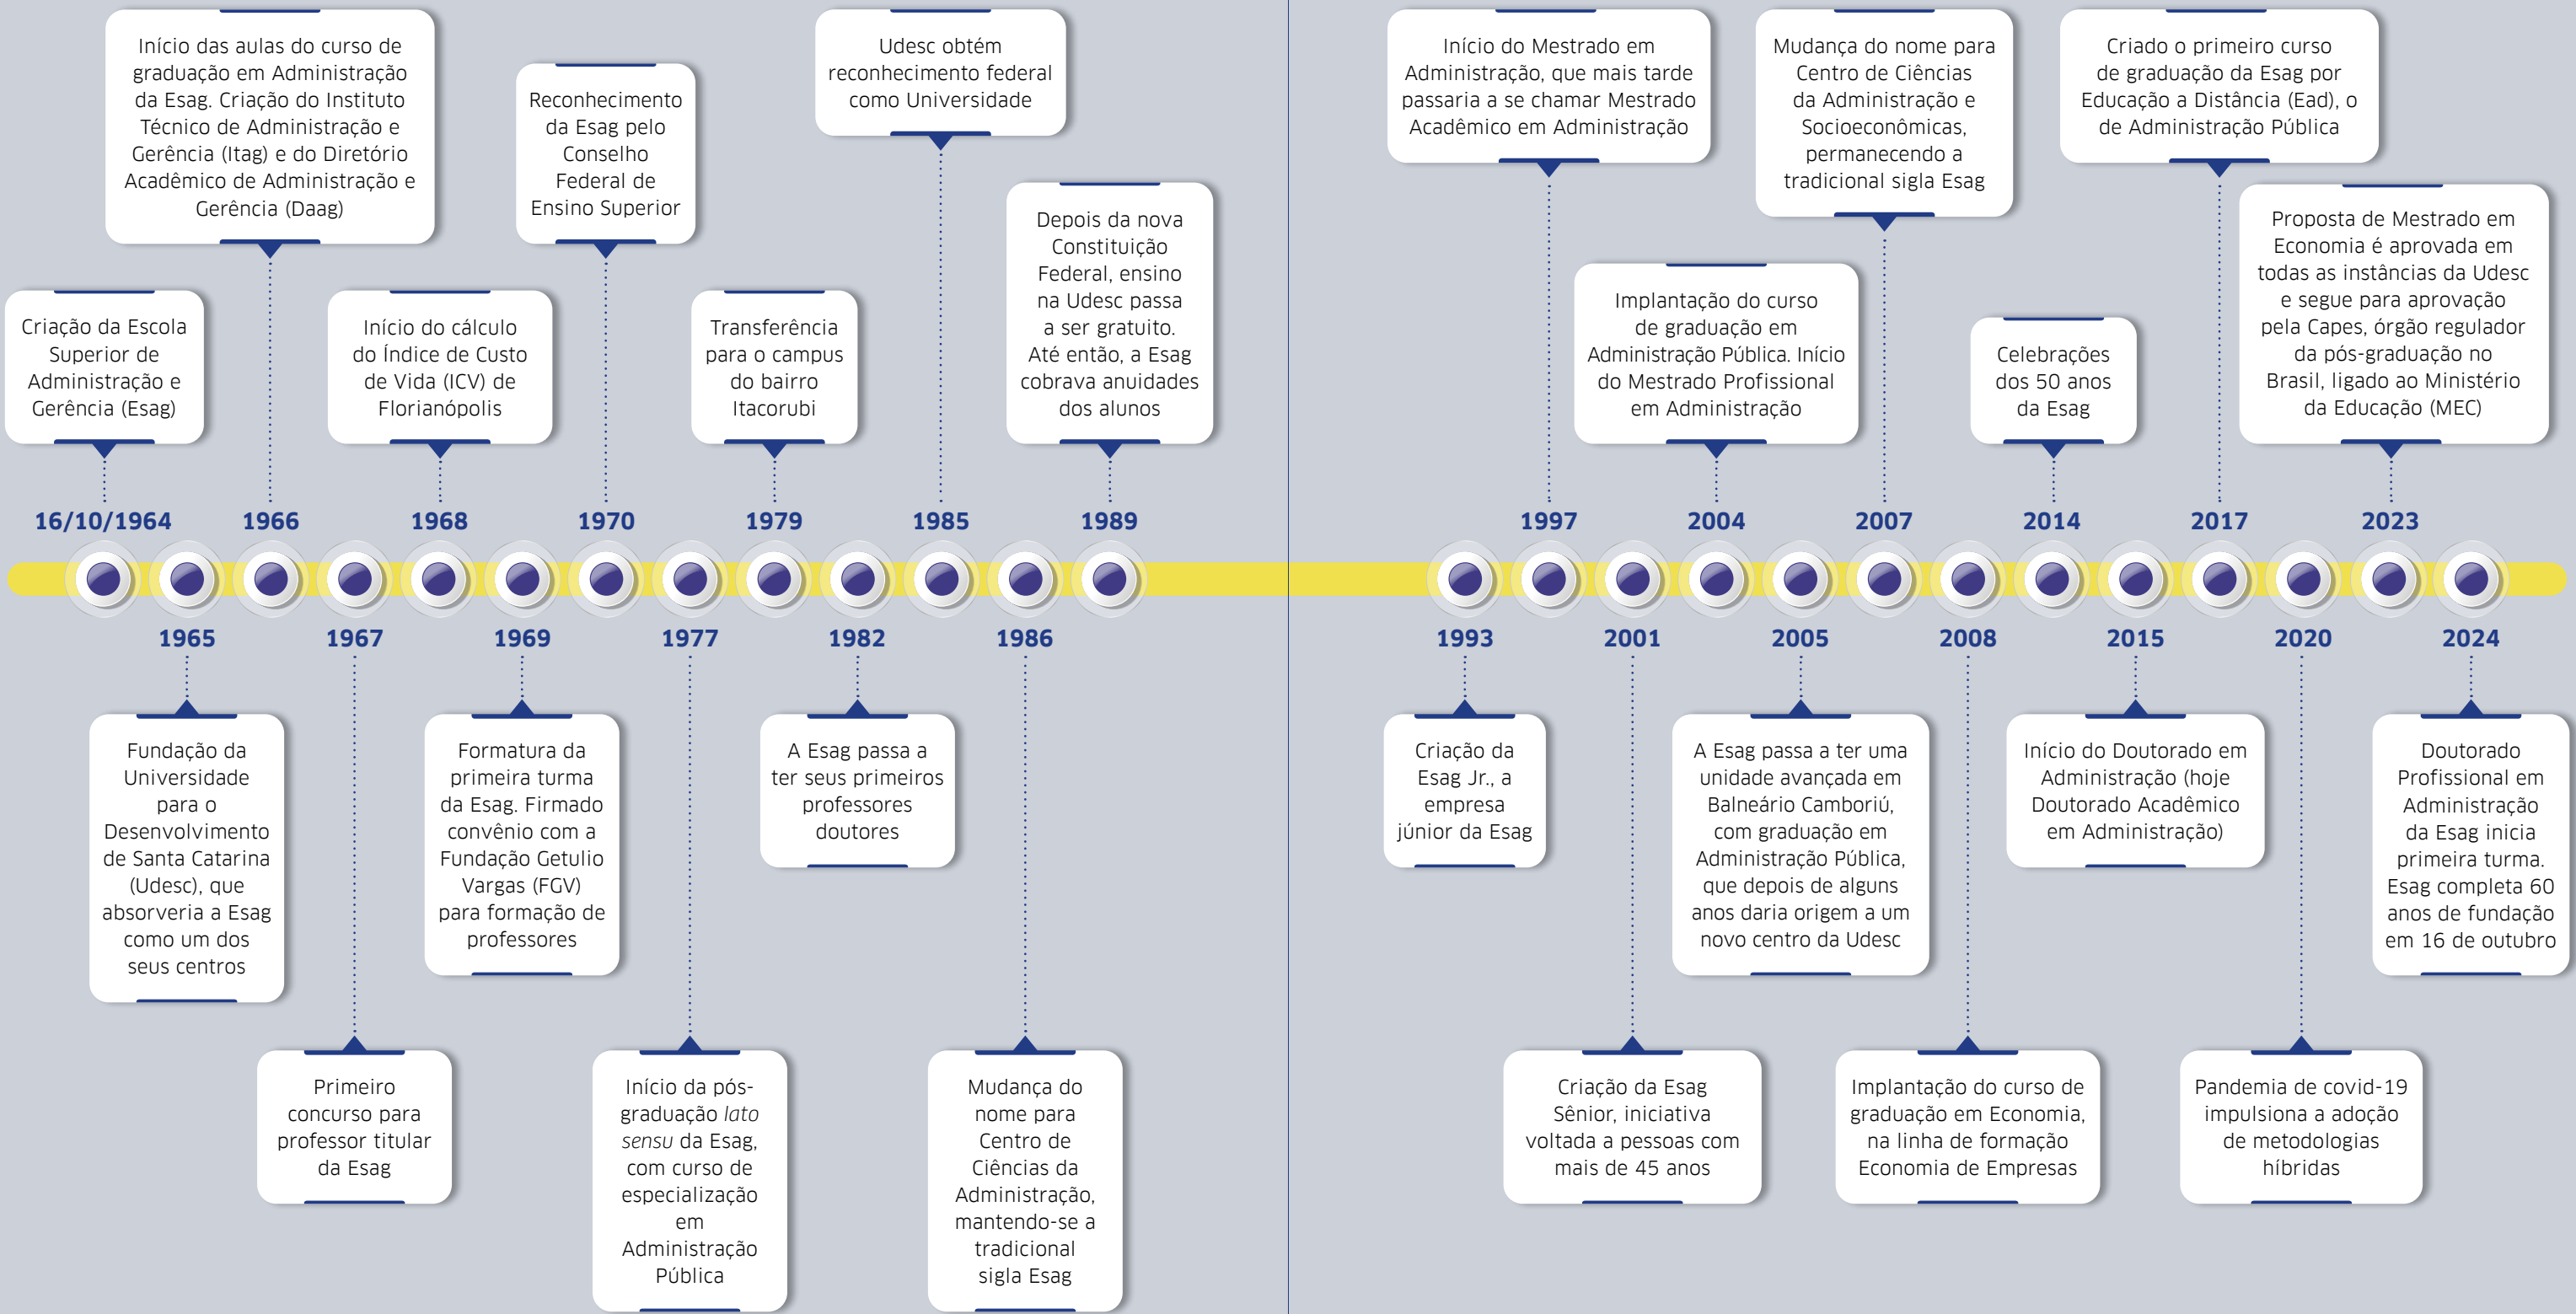 Criação da Escola
Superior de
Administração e
Gerência (Esag)
16/10/1964
1965
Fundação da
Universidade
para o
Desenvolvimento
de Santa Catarina
(Udesc), que
absorveria a Esag
como um dos
seus centros
Início das aulas do curso de
graduação em Administração
da Esag. Criação do Instituto
Técnico de Administração e
Gerência (Itag) e do Diretório
Acadêmico de Administração e
Gerência (Daag)
1966
1967
Primeiro
concurso para
professor titular
da Esag
Início do cálculo
do Índice de Custo
de Vida (ICV) de
Florianópolis
1968
1969
Formatura da
primeira turma
da Esag. Firmado
convênio com a
Fundação Getulio
Vargas (FGV)
para formação de
professores
Reconhecimento
da Esag pelo
Conselho
Federal de
Ensino Superior
1970
1977
Início da pós-
graduação lato
sensu da Esag,
com curso de
especialização
em
Administração
Pública
Transferência
para o campus
do bairro
Itacorubi
1979
1982
A Esag passa a
ter seus primeiros
professores
doutores
Udesc obtém
reconhecimento federal
como Universidade
1985
1986
Mudança do
nome para
Centro de
Ciências da
Administração,
mantendo-se a
tradicional
sigla Esag
Depois da nova
Constituição
Federal, ensino
na Udesc passa
a ser gratuito.
Até então, a Esag
cobrava anuidades
dos alunos
1989
1993
Criação da
Esag Jr., a
empresa
júnior da Esag
Início do Mestrado em
Administração, que mais tarde
passaria a se chamar Mestrado
Acadêmico em Administração
1997
2001
Criação da Esag
Sênior, iniciativa
voltada a pessoas com
mais de 45 anos
Implantação do curso
de graduação em
Administração Pública. Início
do Mestrado Profissional
em Administração
2004
2005
A Esag passa a ter uma
unidade avançada em
Balneário Camboriú,
com graduação em
Administração Pública,
que depois de alguns
anos daria origem a um
novo centro da Udesc
Mudança do nome para
Centro de Ciências
da Administração e
Socioeconômicas,
permanecendo a
tradicional sigla Esag
2007
2008
Implantação do curso de
graduação em Economia,
na linha de formação
Economia de Empresas
Celebrações
dos 50 anos
da Esag
2014
2015
Início do Doutorado em
Administração (hoje
Doutorado Acadêmico
em Administração)
Criado o primeiro curso
de graduação da Esag por
Educação a Distância (Ead), o
de Administração Pública
2017
2020
Pandemia de covid-19
impulsiona a adoção
de metodologias
híbridas
Proposta de Mestrado em
Economia é aprovada em
todas as instâncias da Udesc
e segue para aprovação
pela Capes, órgão regulador
da pós-graduação no
Brasil, ligado ao Ministério
da Educação (MEC)
2023
2024
Doutorado
Profissional em
Administração
da Esag inicia
primeira turma.
Esag completa 60
anos de fundação
em 16 de outubro